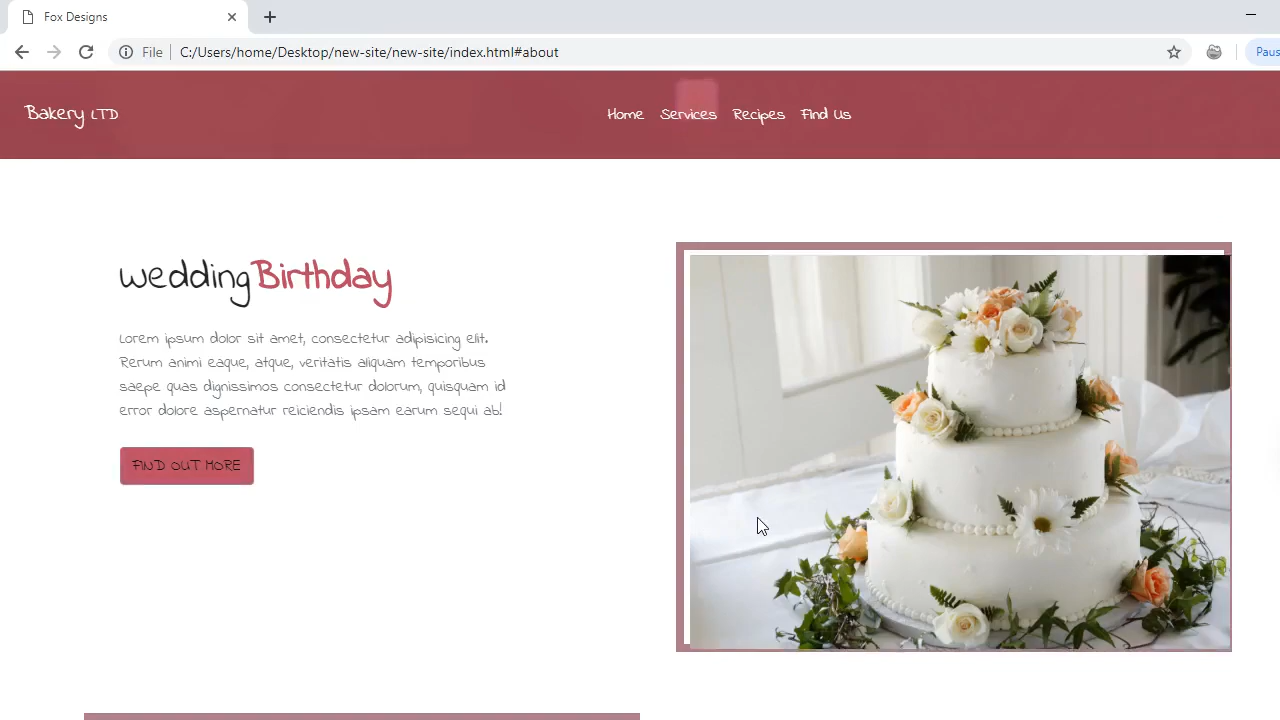 Fox Designs
File
C:/Users/home/Desktop/new-site/new-site/index.html#about
Paus
Bakery LTD
Home Services Recipes Find Us
weddingBirthday
Lorem ipsum dolor sit amet, consectetur adipisicing elit.
Rerum animi eaque, atque, veritatis aliquam temporibus
saepe quas dignissimos consectetur dolorum, quisquam id
error dolore aspernatur reiciendis ipsam earum sequi ab!
FIND OUT MORE